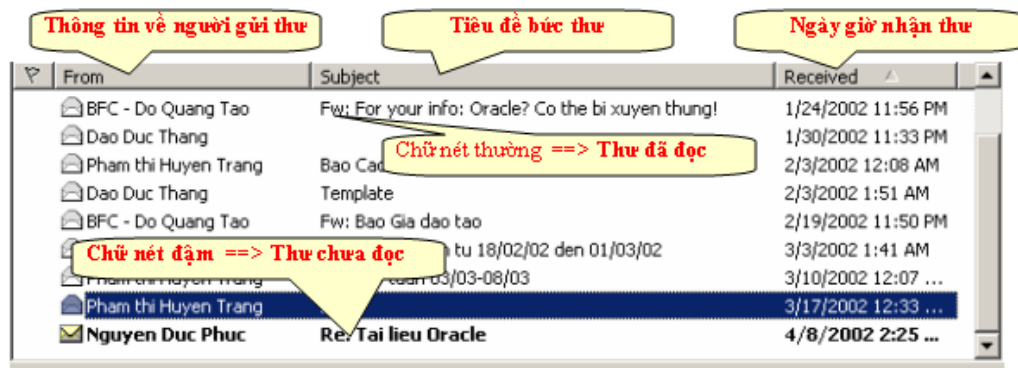 Thông tin về người gửi thư
Tiêu đề bức thư
Ngày giờ nhận thư
From Subject Received
BFC - Do Quang Tao Fw: For your info: Oracle? Co the bi xuyen thung! 1/24/2002 11:56 PM
Dao Duc Thang 1/30/2002 11:33 PM
Chữ nét thường ==> Thư đã đọc
Pham thi Huyen Trang Bao Cao 2/3/2002 12:08 AM
Dao Duc Thang Template 2/3/2002 1:51 AM
BFC - Do Quang Tao Fw: Bao Gia dao tao 2/19/2002 11:50 PM
Chữ nét đậm ==> Thư chưa đọc
tu 18/02/02 den 01/03/02 3/3/2002 1:41 AM
Pham thi Huyen Trang tuan 03/03-08/03 3/10/2002 12:07 ...
Pham thi Huyen Trang 3/17/2002 12:33 ...
Nguyen Duc Phuc Re: Tai lieu Oracle 4/8/2002 2:25 ...